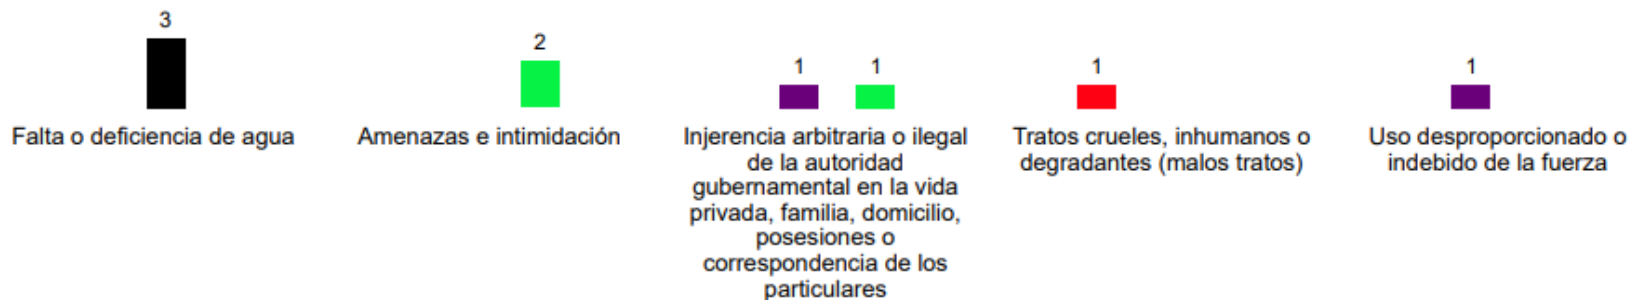 3
2
1
1
1
1
Falta o deficiencia de agua
Amenazas e intimidación
Injerencia arbitraria o ilegal
de la autoridad
gubernamental en la vida
privada, familia, domicilio,
posesiones o
correspondencia de los
particulares
Tratos crueles, inhumanos o
degradantes (malos tratos)
Uso desproporcionado o
indebido de la fuerza